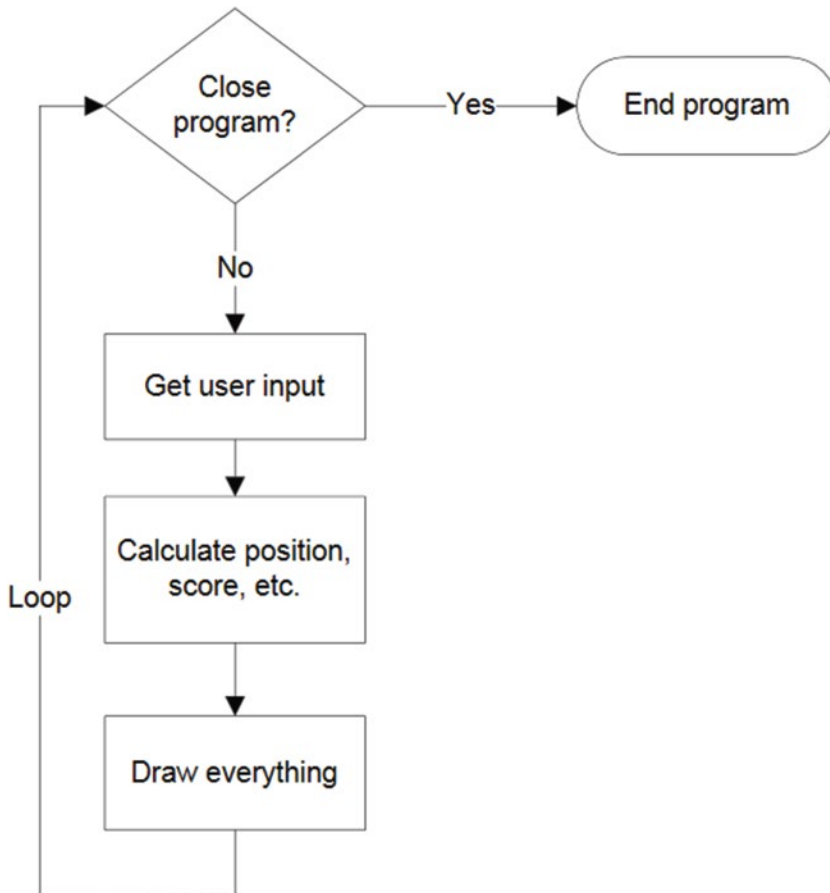 Close
program?
Yes
End program
No
Get user input
Calculate position,
score, etc.
Loop
Draw everything